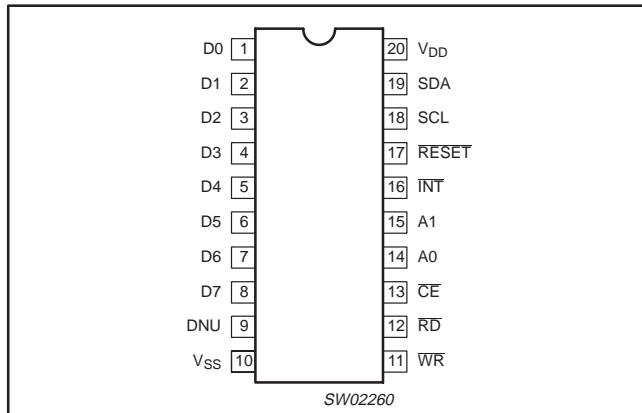 D0 1 20 VDD
D1 2 19 SDA
D2 3 18 SCL
D3 4 17 RESET
D4 5 16 INT
D5 6 15 A1
D6 7 14 A0
D7 8 13 CE
DNU 9 12 RD
VSS 10 11 WR
SW02260